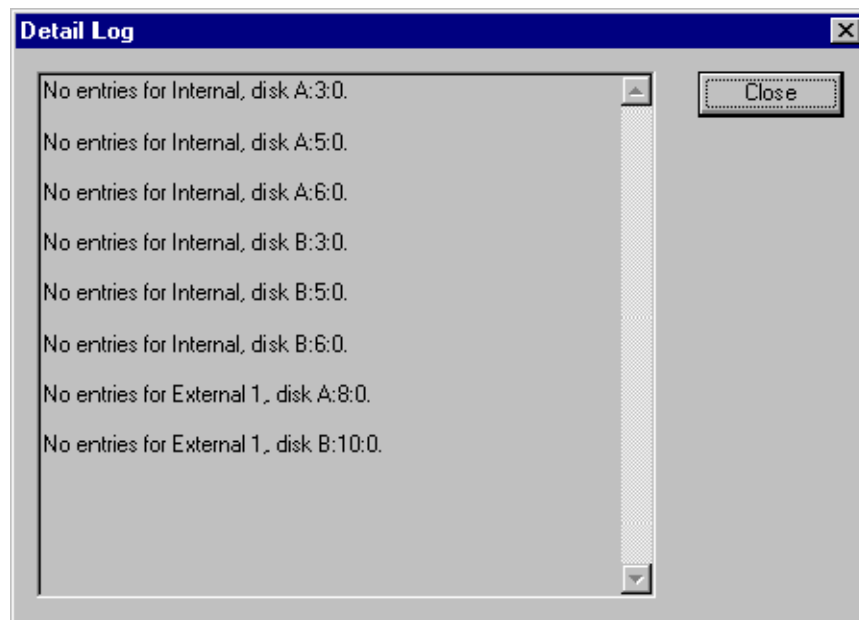 Detail Log
No entries for Internal, disk A:3:0.
Close
No entries for Internal, disk A:5:0.
No entries for Internal, disk A:6:0.
No entries for Internal, disk B:3:0.
No entries for Internal, disk B:5:0.
No entries for Internal, disk B:6:0.
No entries for External 1, disk A:8:0.
No entries for External 1, disk B:10:0.